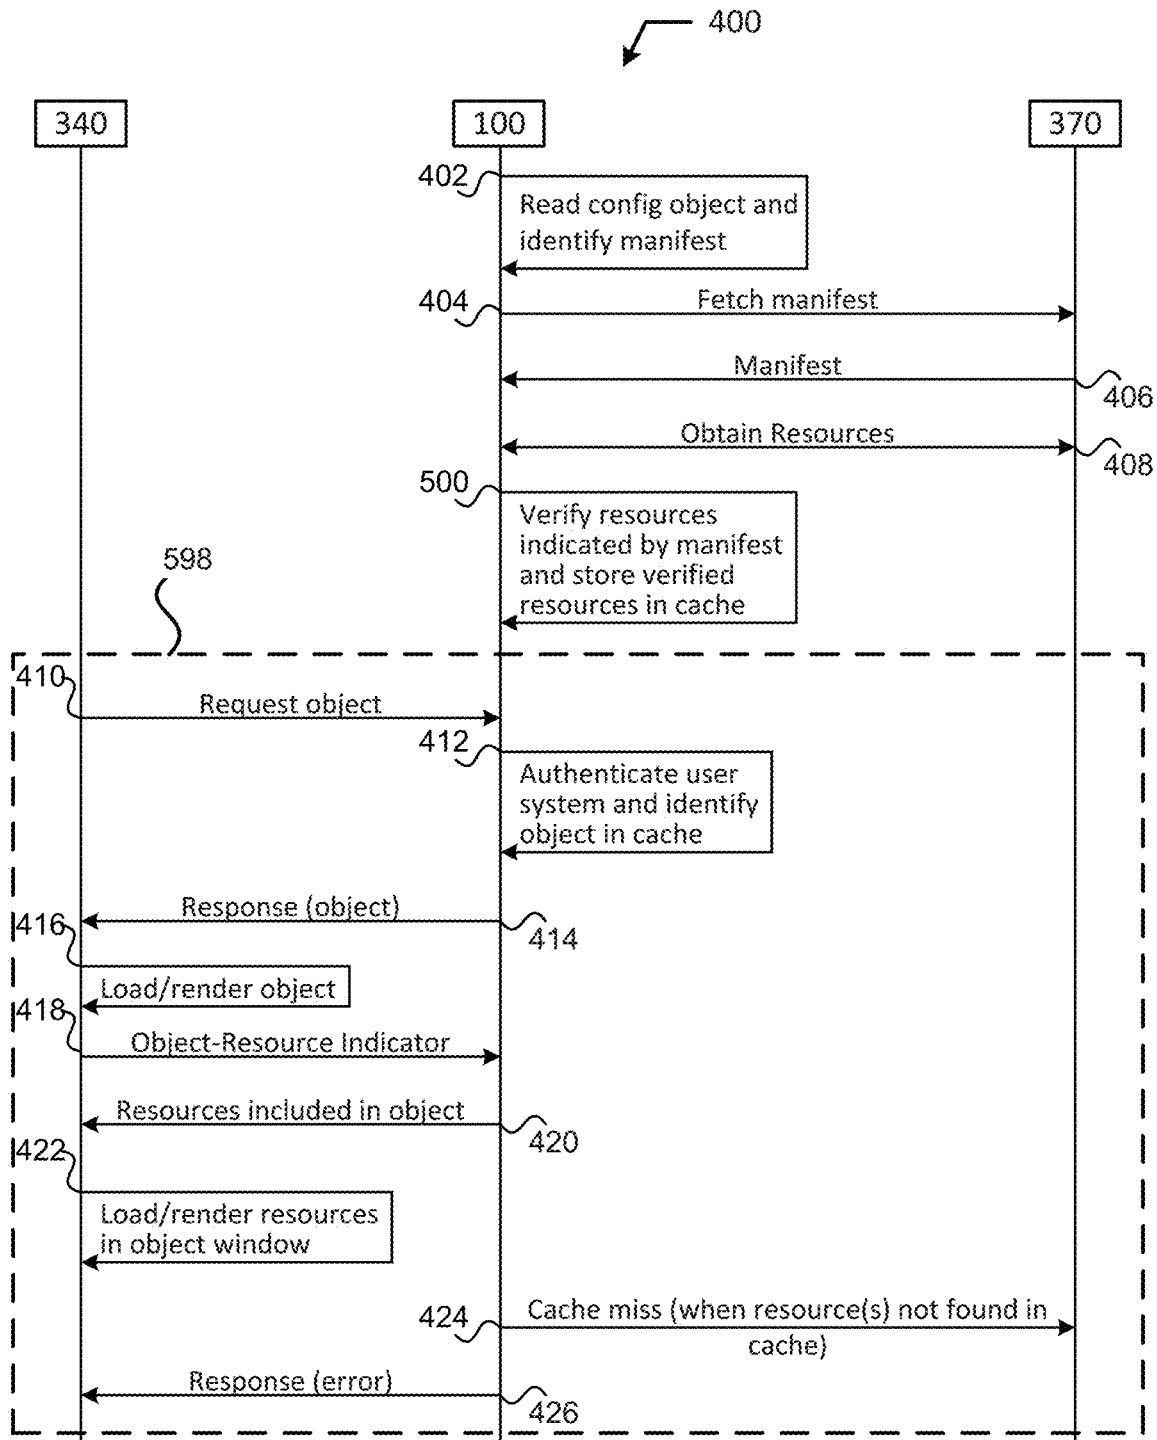 400
340
100
370
402
Read config object and
identify manifest
404
Fetch manifest
Manifest
406
Obtain Resources
408
500
Verify resources
indicated by manifest
and store verified
resources in cache
598
410
Request object
412
Authenticate user
system and identify
object in cache
Response (object)
414
416
Load/render object
418
Object-Resource Indicator
Resources included in object
420
422
Load/render resources
in object window
424
Cache miss (when resource(s) not found in
cache)
Response (error)
426